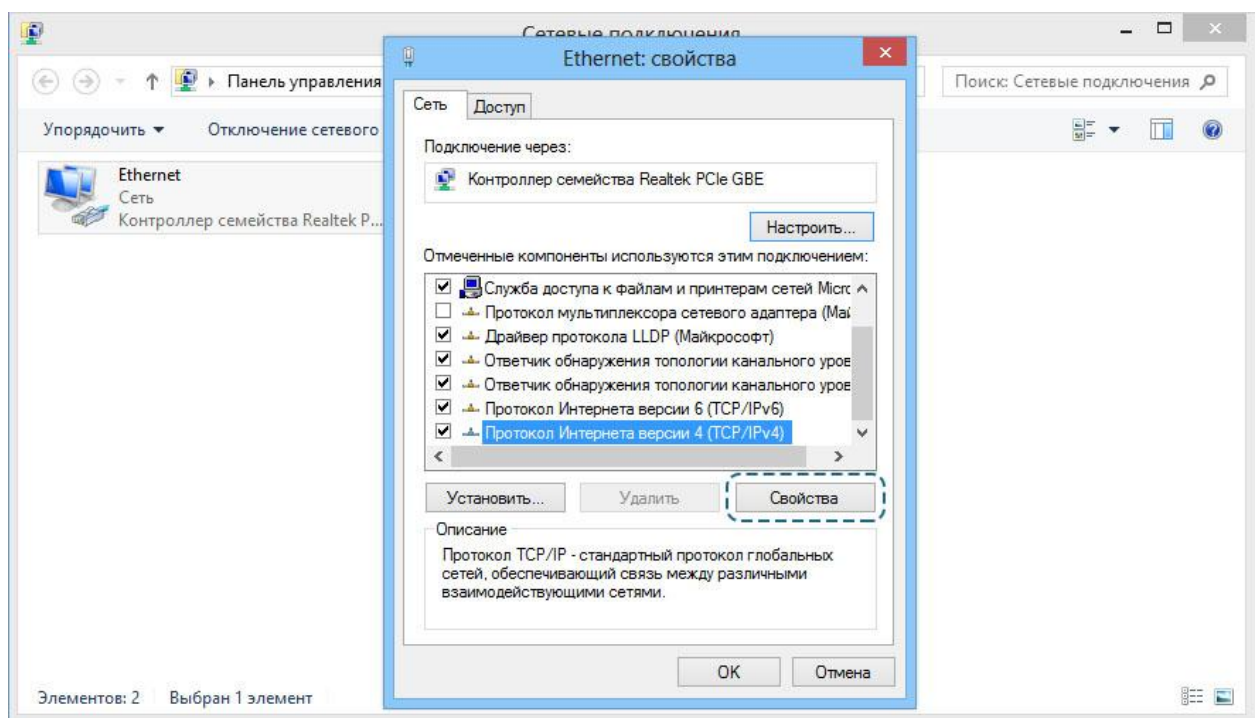 Сетевые подключения
Ethernet: свойства
Панель управления
Поиск: Сетевые подключения
Упорядочить
Отключение сетевого
Ethernet
Сеть
Контроллер семейства Realtek P...
Сеть
Доступ
Подключение через:
Контроллер семейства Realtek PCIe GBE
Настроить...
Отмеченные компоненты используются этим подключением:
Служба доступа к файлам и принтерам сетей Micrc
Протокол мультиплексора сетевого адаптера (Май
Драйвер протокола LLDP (Майкрософт)
Ответчик обнаружения топологии канального уров
Ответчик обнаружения топологии канального уров
Протокол Интернета версии 6 (TCP/IPv6)
Протокол Интернета версии 4 (TCP/IPv4)
Установить...
Удалить
Свойства
Описание
Протокол TCP/IP - стандартный протокол глобальных
сетей, обеспечивающий связь между различными
взаимодействующими сетями.
OK
Отмена
Элементов: 2
Выбран 1 элемент